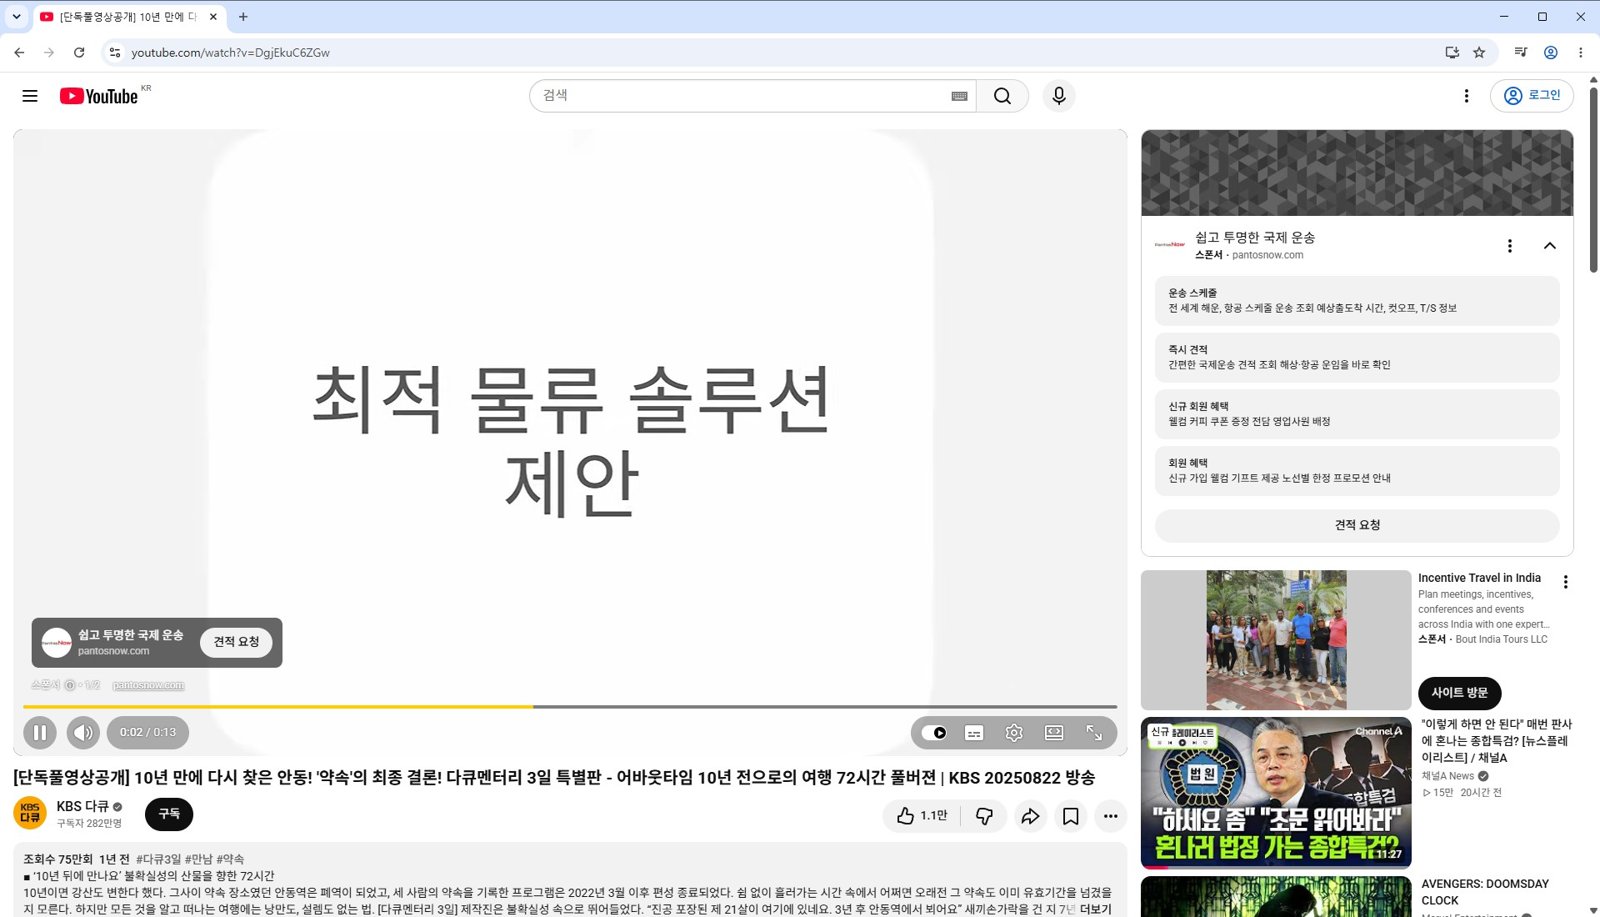 [단독풀영상공개] 10년 만에 다
youtube.com/watch?v=DgjEkuC6ZGw
YouTube KR
검색
로그인
최적 물류 솔루션
제안
쉽고 투명한 국제 운송
pantosnow.com
견적 요청
스폰서 · 1/2 pantosnow.com
0:02 / 0:13
[단독풀영상공개] 10년 만에 다시 찾은 안동! '약속'의 최종 결론! 다큐멘터리 3일 특별판 - 어바웃타임 10년 전으로의 여행 72시간 풀버젼 | KBS 20250822 방송
KBS 다큐
KBS 다큐
구독자 282만명
구독
1.1만
조회수 75만회 1년 전 #다큐3일 #만남 #약속
■ ‘10년 뒤에 만나요’ 불확실성의 산물을 향한 72시간
10년이면 강산도 변한다 했다. 그사이 약속 장소였던 안동역은 폐역이 되었고, 세 사람의 약속을 기록한 프로그램은 2022년 3월 이후 편성 종료되었다. 쉼 없이 흘러가는 시간 속에서 어쩌면 오래전 그 약속도 이미 유효기간을 넘겼을
지 모른다. 하지만 모든 것을 알고 떠나는 여행에는 낭만도, 설렘도 없는 법. [다큐멘터리 3일] 제작진은 불확실성 속으로 뛰어들었다. “진공 포장된 제 21살이 여기에 있네요. 3년 후 안동역에서 뵈어요” 새끼손가락을 건 지 7년 더보기
쉽고 투명한 국제 운송
스폰서 · pantosnow.com
운송 스케줄
전 세계 해운, 항공 스케줄 운송 조회 예상출도착 시간, 컷오프, T/S 정보
즉시 견적
간편한 국제운송 견적 조회 해상·항공 운임을 바로 확인
신규 회원 혜택
웰컴 커피 쿠폰 증정 전담 영업사원 배정
회원 혜택
신규 가입 웰컴 기프트 제공 노선별 한정 프로모션 안내
견적 요청
Incentive Travel in India
Plan meetings, incentives,
conferences and events
across India with one expert...
스폰서 · Bout India Tours LLC
사이트 방문
신규
플레이리스트
Channel A
법원
종합특검
"하세요 좀" "조문 읽어봐라"
혼나러 법정 가는 종합특검?
11:27
"이렇게 하면 안 된다" 매번 판사
에 혼나는 종합특검? [뉴스플레
이리스트] / 채널A
채널A News
15만 20시간 전
AVENGERS: DOOMSDAY
CLOCK